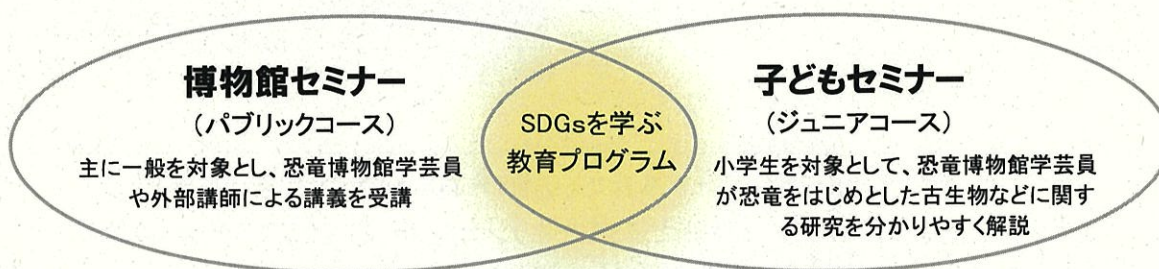 博物館セミナー
（パブリックコース）
主に一般を対象とし、恐竜博物館学芸員
や外部講師による講義を受講
SDGsを学ぶ
教育プログラム
子どもセミナー
（ジュニアコース）
小学生を対象として、恐竜博物館学芸員
が恐竜をはじめとした古生物などに関す
る研究を分かりやすく解説